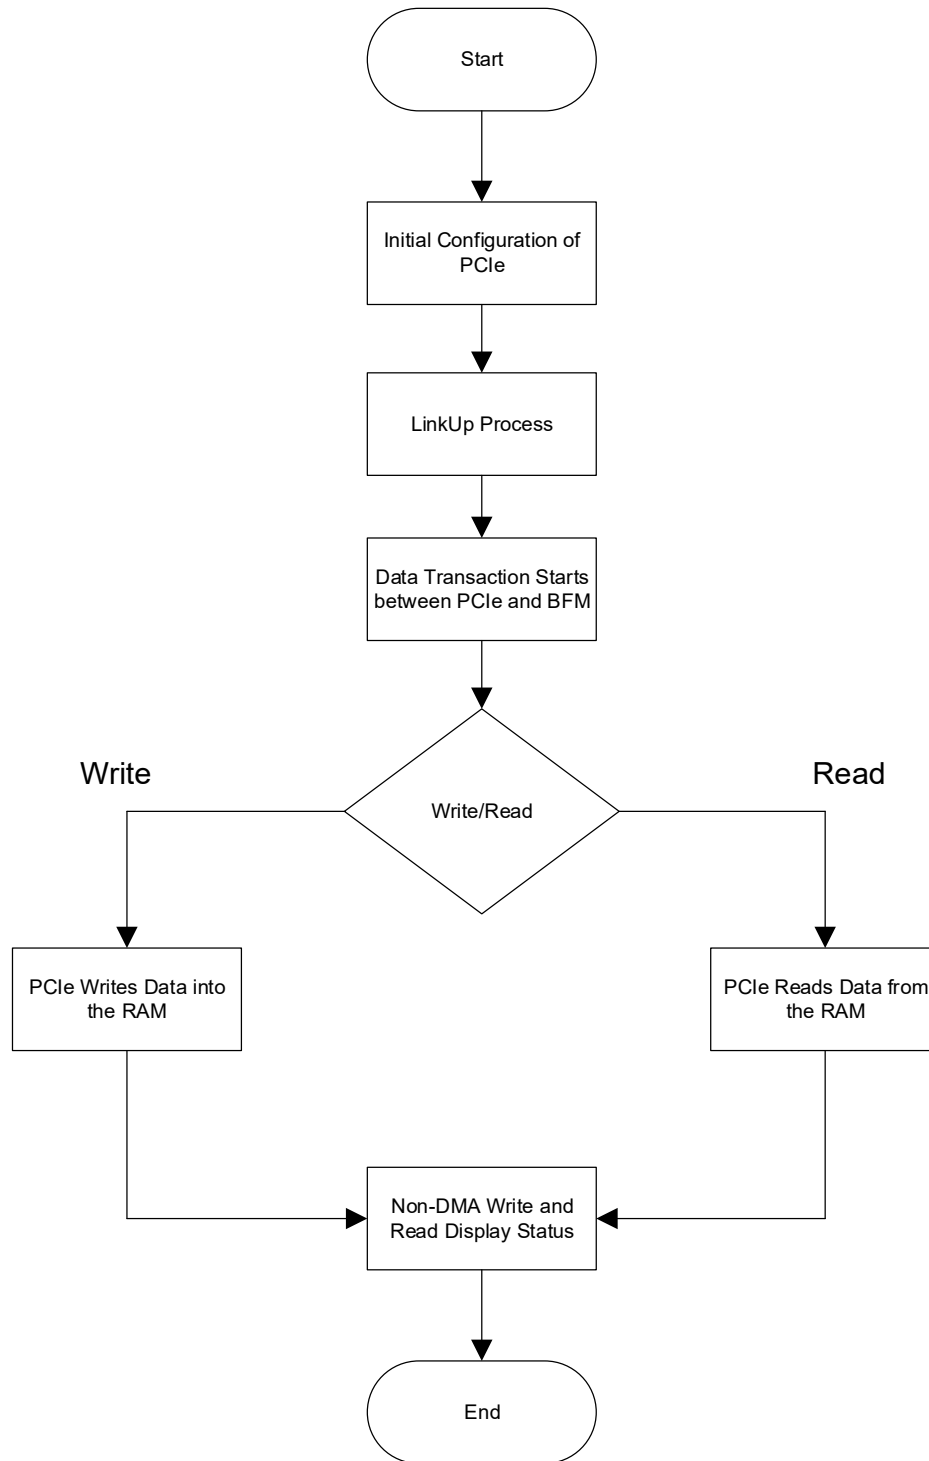 Start
Initial Configuration of
PCIe
LinkUp Process
Data Transaction Starts
between PCIe and BFM
Write
Read
Write/Read
PCIe Writes Data into
the RAM
PCIe Reads Data from
the RAM
Non-DMA Write and
Read Display Status
End